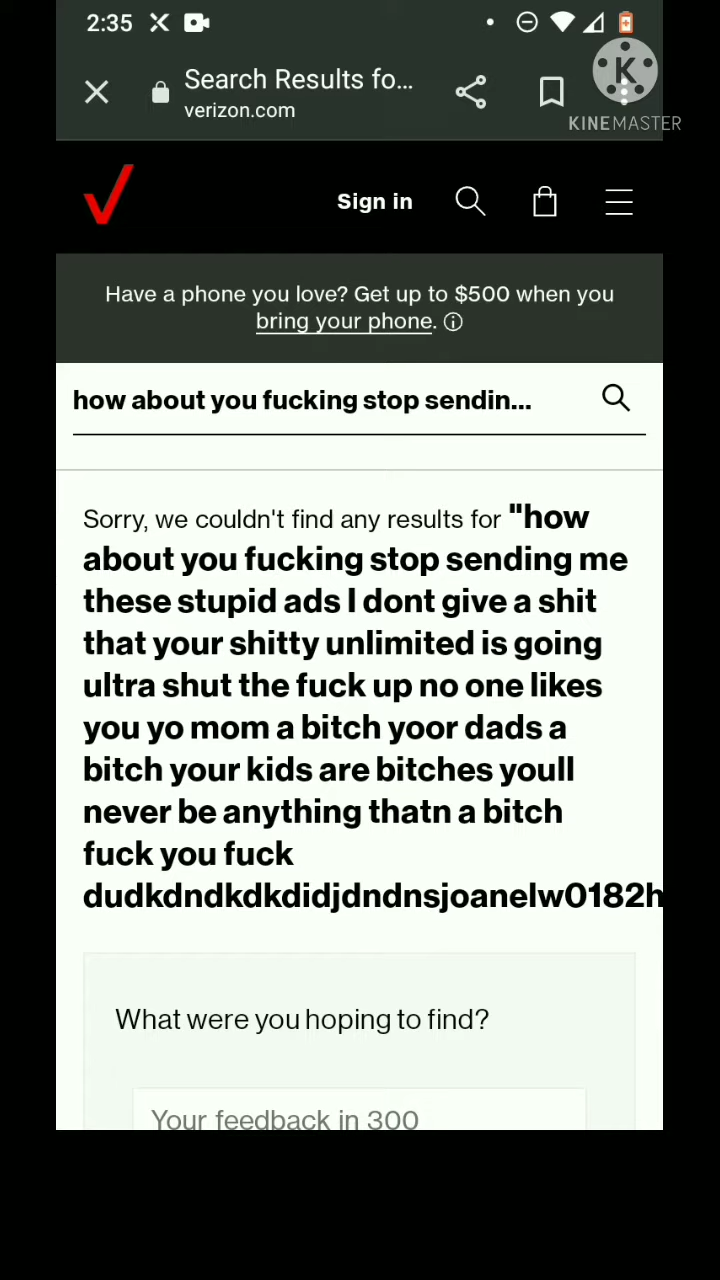 2:35
Search Results fo...
verizon.com
K
KINEMASTER
Sign in
Have a phone you love? Get up to $500 when you
bring your phone.
how about you fucking stop sendin...
Sorry, we couldn't find any results for "how
about you fucking stop sending me
these stupid ads I dont give a shit
that your shitty unlimited is going
ultra shut the fuck up no one likes
you yo mom a bitch yoor dads a
bitch your kids are bitches youll
never be anything thatn a bitch
fuck you fuck
dudkdndkdkdidjdndnsjoanelw0182h
What were you hoping to find?
Your feedback in 300